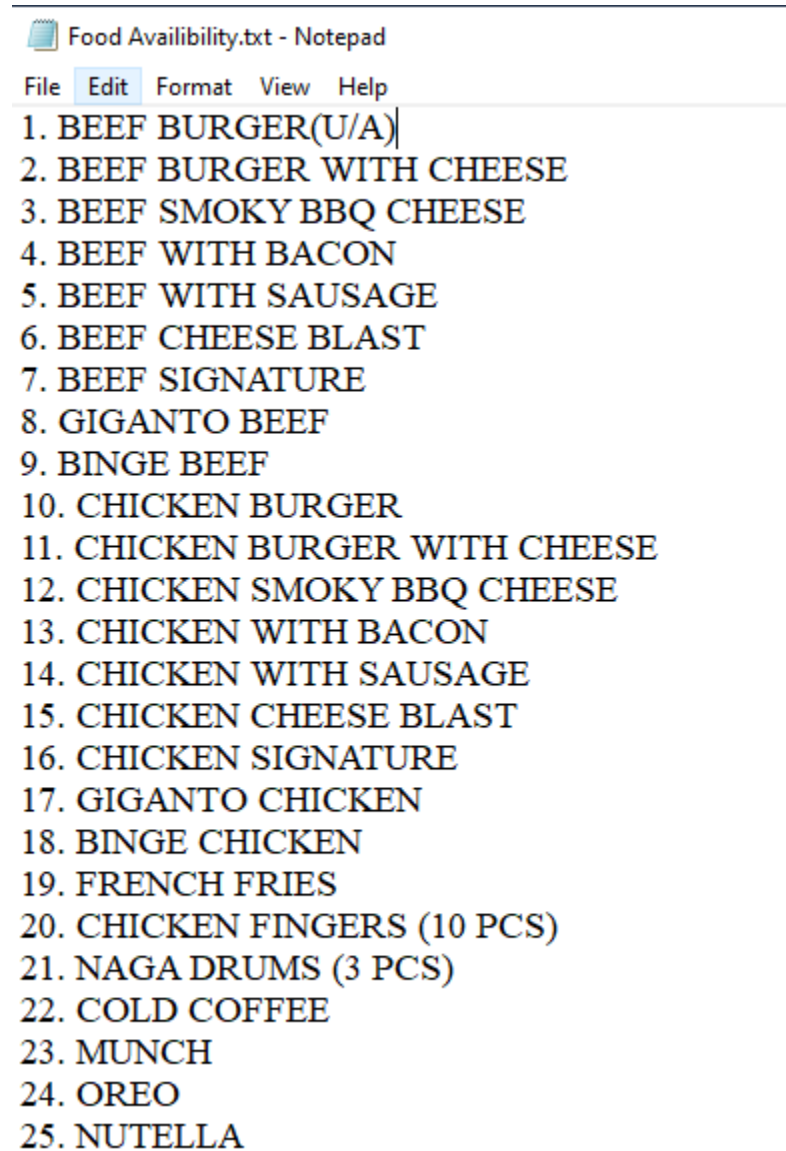 Food Availibility.txt - Notepad
File Edit Format View Help
1. BEEF BURGER(U/A)
2. BEEF BURGER WITH CHEESE
3. BEEF SMOKY BBQ CHEESE
4. BEEF WITH BACON
5. BEEF WITH SAUSAGE
6. BEEF CHEESE BLAST
7. BEEF SIGNATURE
8. GIGANTO BEEF
9. BINGE BEEF
10. CHICKEN BURGER
11. CHICKEN BURGER WITH CHEESE
12. CHICKEN SMOKY BBQ CHEESE
13. CHICKEN WITH BACON
14. CHICKEN WITH SAUSAGE
15. CHICKEN CHEESE BLAST
16. CHICKEN SIGNATURE
17. GIGANTO CHICKEN
18. BINGE CHICKEN
19. FRENCH FRIES
20. CHICKEN FINGERS (10 PCS)
21. NAGA DRUMS (3 PCS)
22. COLD COFFEE
23. MUNCH
24. OREO
25. NUTELLA